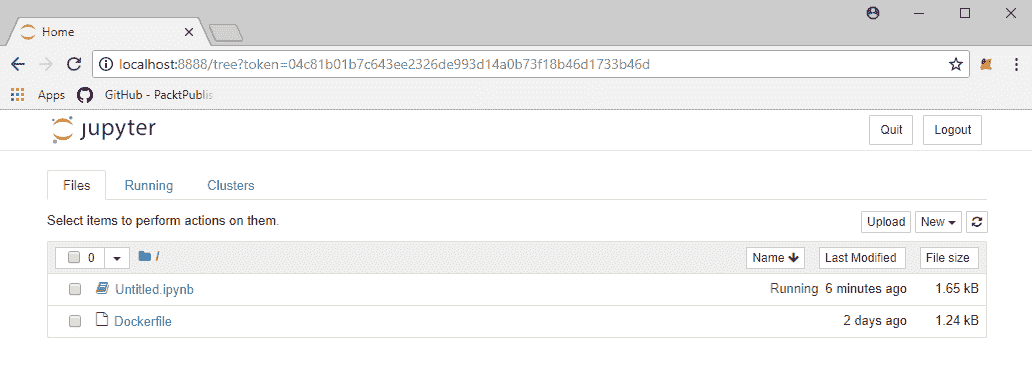 Home
localhost:8888/tree?token=04c81b01b7c643ee2326de993d14a0b73f18b46d1733b46d
Apps GitHub - PacktPublis
jupyter Quit Logout
Files Running Clusters
Select items to perform actions on them. Upload New
0 / Name Last Modified File size
Untitled.ipynb Running 6 minutes ago 1.65 kB
Dockerfile 2 days ago 1.24 kB